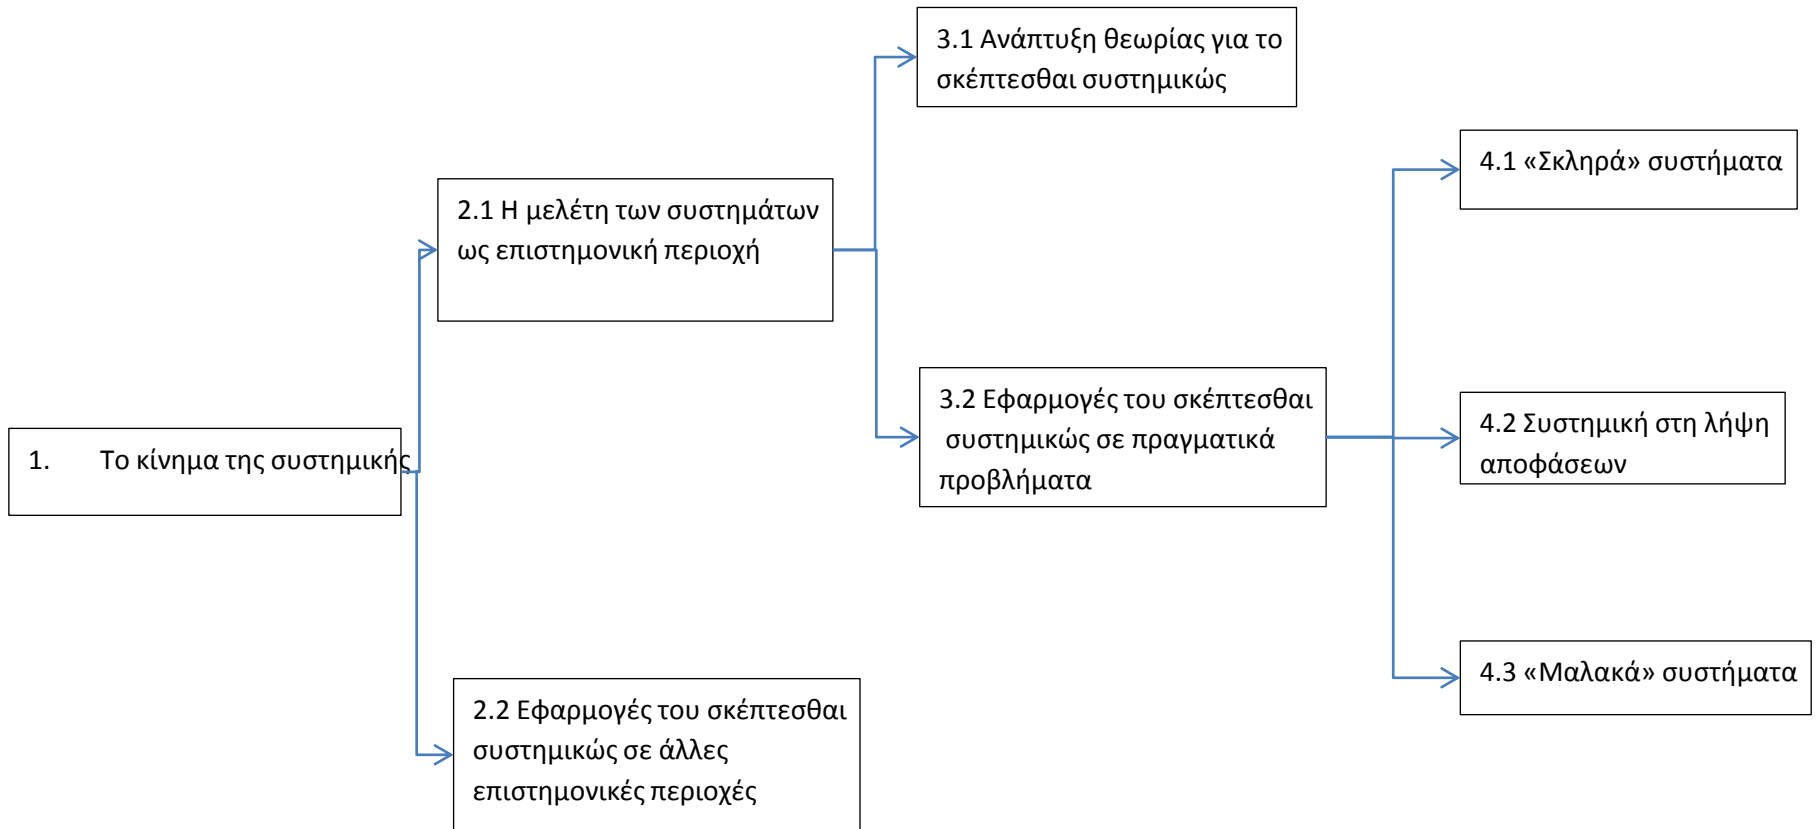 3.1 Ανάπτυξη θεωρίας για το
σκέπτεσθαι συστημικώς
4.1 «Σκληρά» συστήματα
2.1 Η μελέτη των συστημάτων
ως επιστημονική περιοχή
3.2 Εφαρμογές του σκέπτεσθαι
συστημικώς σε πραγματικά
προβλήματα
4.2 Συστημική στη λήψη
αποφάσεων
1. Το κίνημα της συστημικής
4.3 «Μαλακά» συστήματα
2.2 Εφαρμογές του σκέπτεσθαι
συστημικώς σε άλλες
επιστημονικές περιοχές